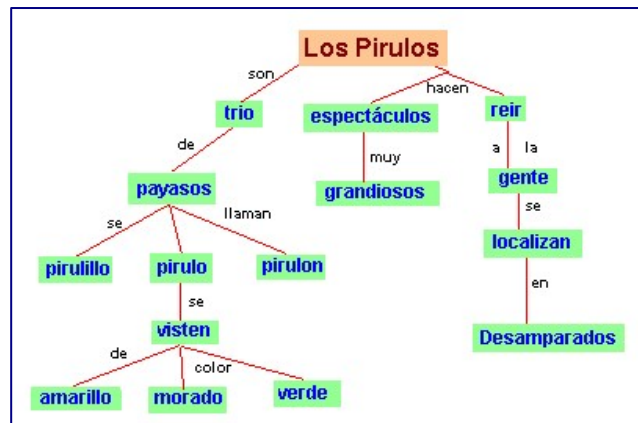 Los Pirulos
son
hacen
trio
espectáculos
reir
de
muy
a la
payasos
grandiosos
gente
se
llaman
se
pirulillo
pirulo
pirulon
localizan
se
en
visten
Desamparados
de
color
amarillo
morado
verde